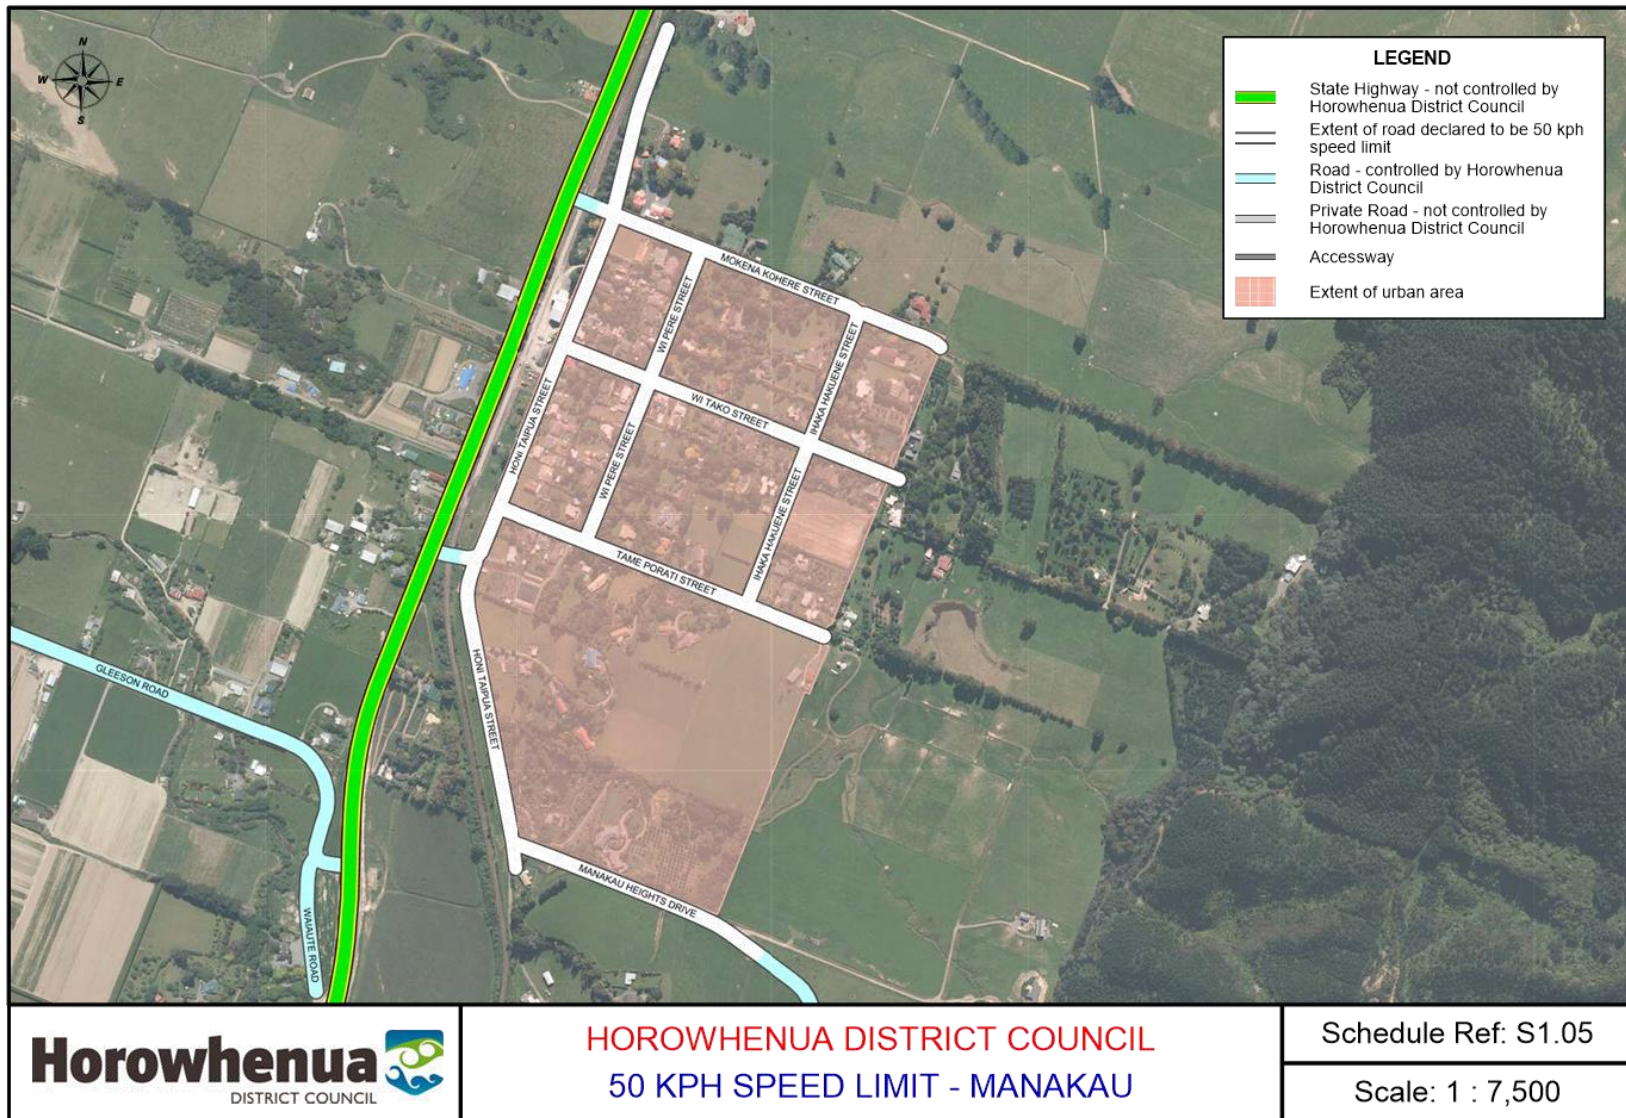 N
W
E
S
LEGEND
State Highway - not controlled by
Horowhenua District Council
Extent of road declared to be 50 kph
speed limit
Road - controlled by Horowhenua
District Council
Private Road - not controlled by
Horowhenua District Council
Accessway
Extent of urban area
MOKENA KOHERE STREET
WI PERE STREET
IHAKA HAKUENE STREET
WI TAKO STREET
HONI TAIPUA STREET
WI PERE STREET
IHAKA HAKUENE STREET
TAME PORATI STREET
HONI TAIPUA STREET
GLEESON ROAD
MANAKAU HEIGHTS DRIVE
WAIAUTE ROAD
Horowhenua
DISTRICT COUNCIL
HOROWHENUA DISTRICT COUNCIL
50 KPH SPEED LIMIT - MANAKAU
Schedule Ref: S1.05
Scale: 1 : 7,500